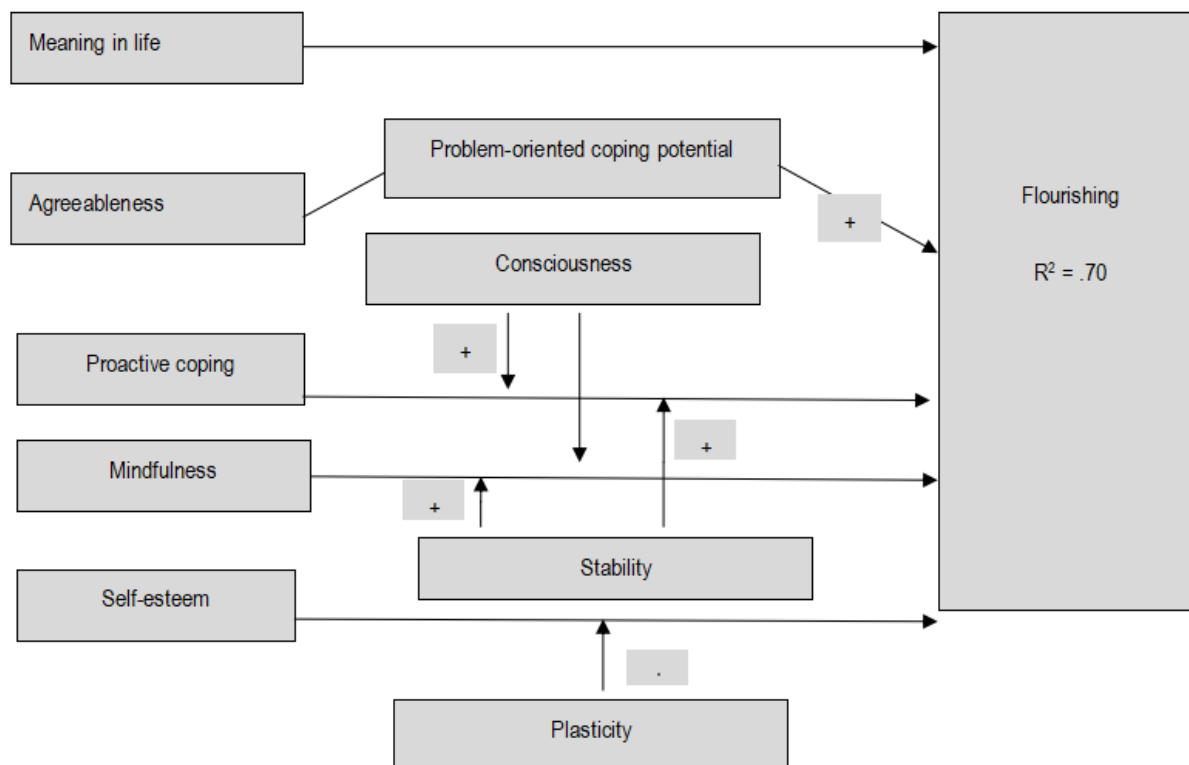 Meaning in life
Problem-oriented coping potential
Agreeableness
Flourishing
+
Consciousness
R² = .70
+
Proactive coping
+
Mindfulness
+
Stability
Self-esteem
.
Plasticity